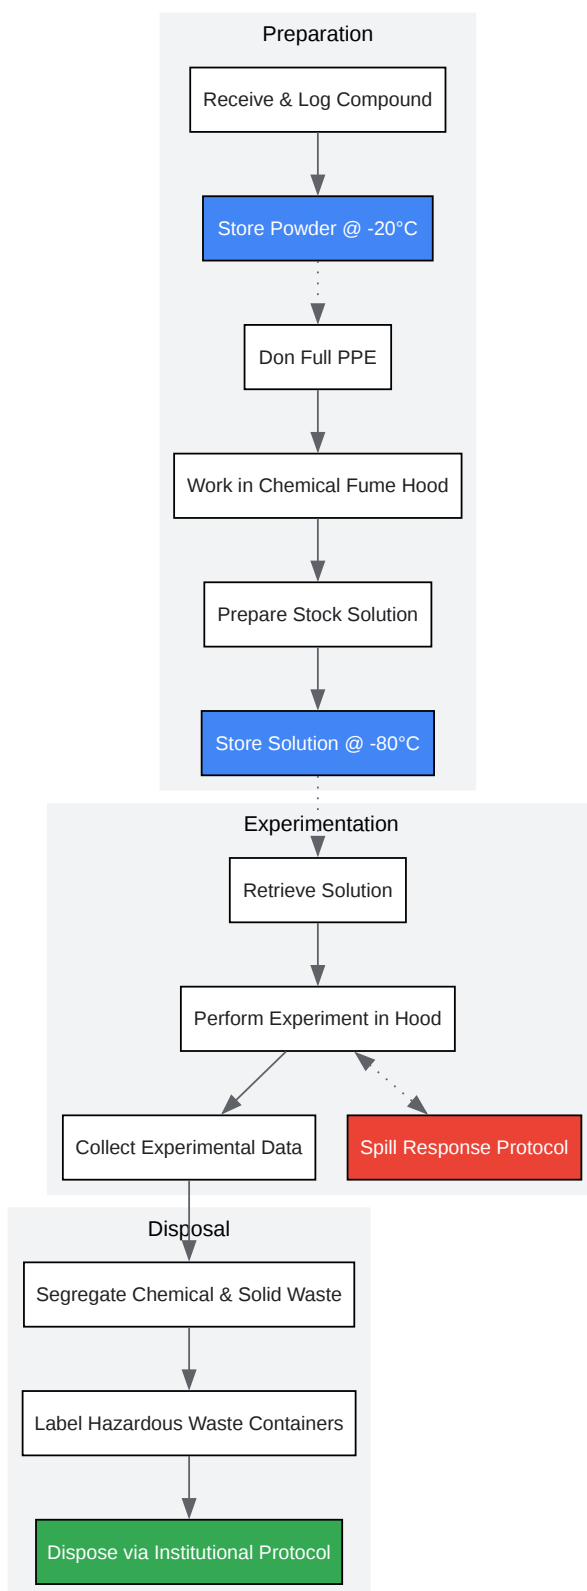 Preparation
Receive & Log Compound
Store Powder @ -20°C
Don Full PPE
Work in Chemical Fume Hood
Prepare Stock Solution
Store Solution @ -80°C
Experimentation
Retrieve Solution
Perform Experiment in Hood
Collect Experimental Data
Spill Response Protocol
Disposal
Segregate Chemical & Solid Waste
Label Hazardous Waste Containers
Dispose via Institutional Protocol